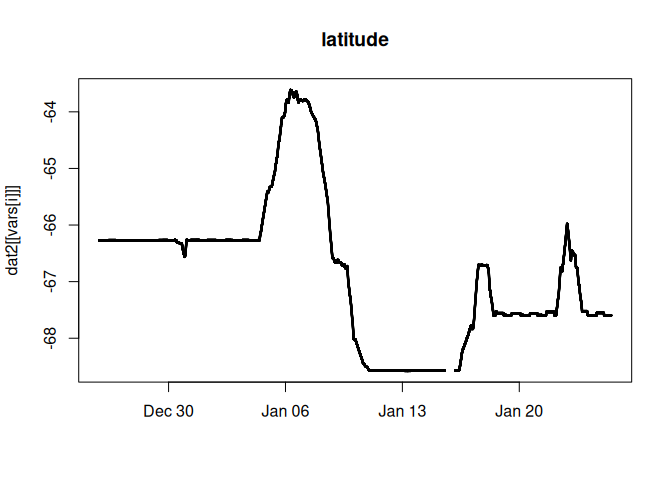 latitude
dat2[[vars[i]]]
-64
-65
-66
-67
-68
Dec 30
Jan 06
Jan 13
Jan 20